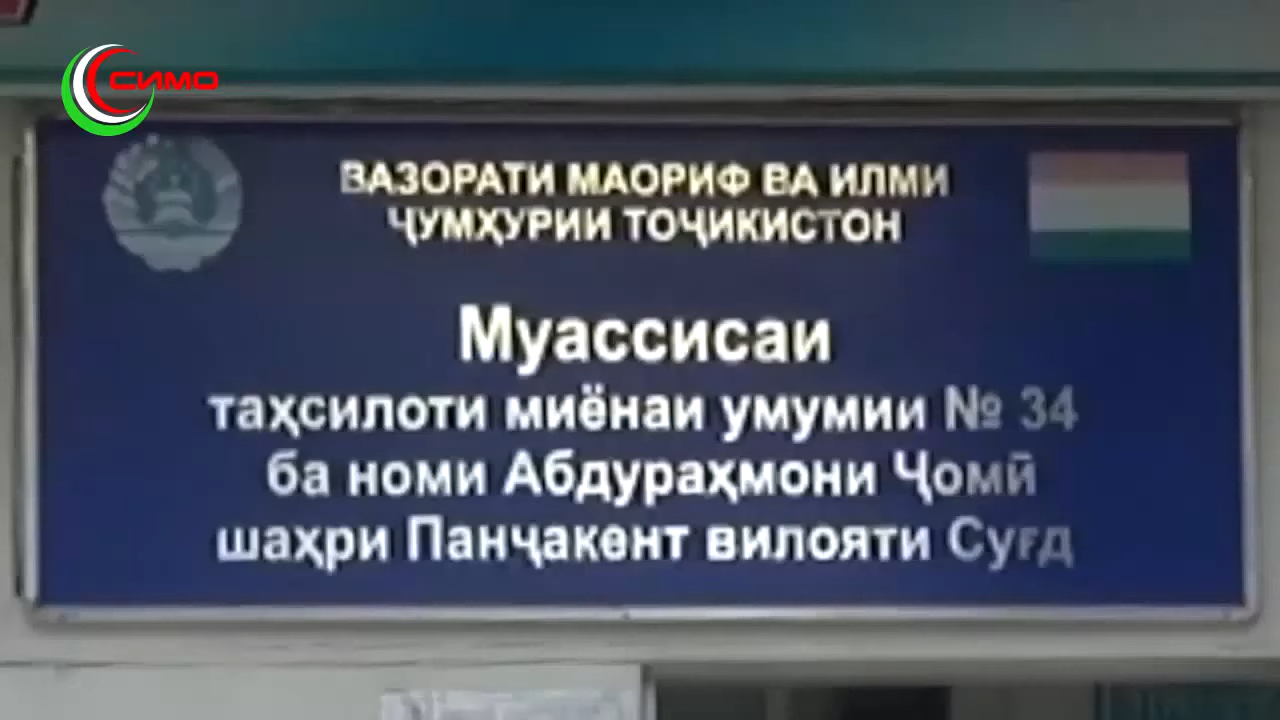 СИМО
ВАЗОРАТИ МАОРИФ ВА ИЛМИ
ҶУМҲУРИИ ТОҶИКИСТОН
Муассисаи
таҳсилоти миёнаи умумии № 34
ба номи Абдураҳмони Ҷомӣ
шаҳри Панҷакент вилояти Суғд